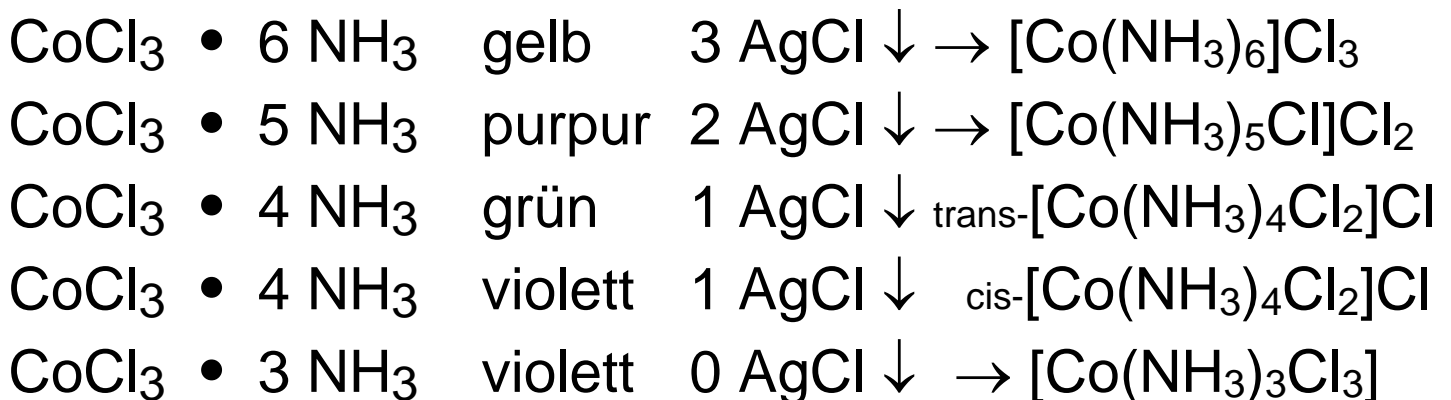 CoCl₃ • 6 NH₃ gelb 3 AgCl ↓ → [Co(NH₃)₆]Cl₃
CoCl₃ • 5 NH₃ purpur 2 AgCl ↓ → [Co(NH₃)₅Cl]Cl₂
CoCl₃ • 4 NH₃ grün 1 AgCl ↓ trans-[Co(NH₃)₄Cl₂]Cl
CoCl₃ • 4 NH₃ violett 1 AgCl ↓ cis-[Co(NH₃)₄Cl₂]Cl
CoCl₃ • 3 NH₃ violett 0 AgCl ↓ → [Co(NH₃)₃Cl₃]